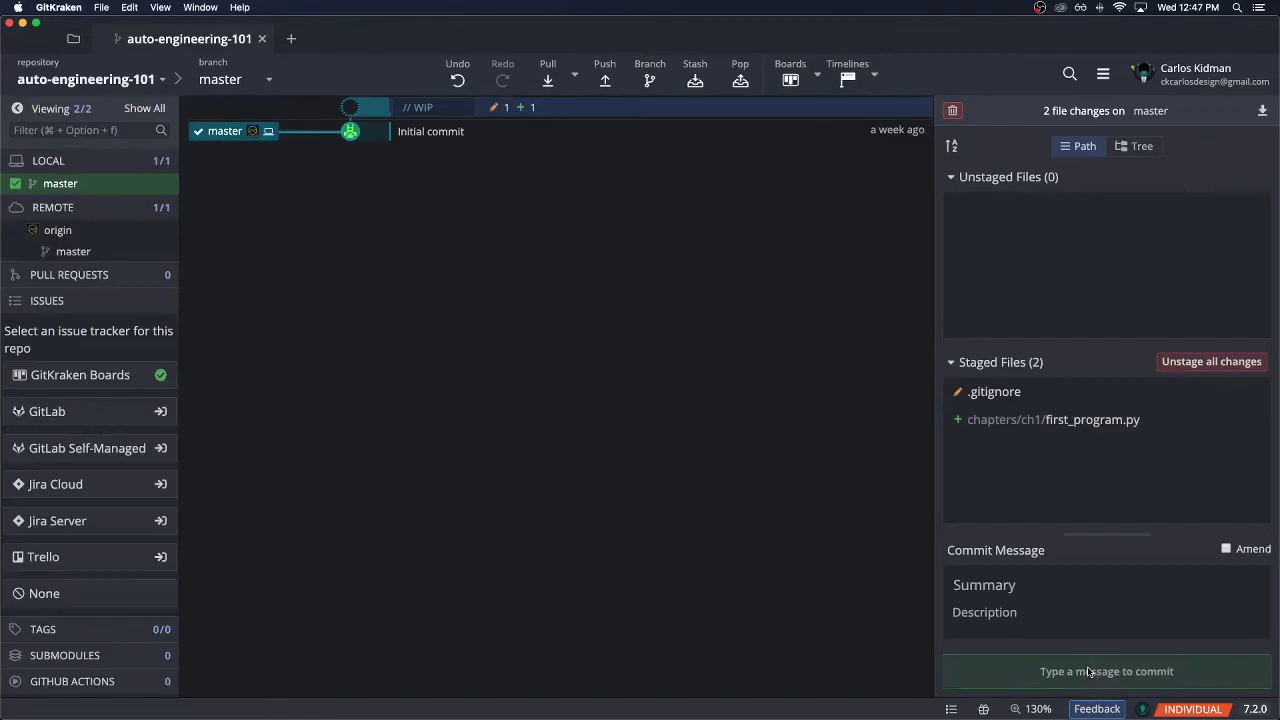 GitKraken File Edit View Window Help
Wed 12:47 PM
auto-engineering-101
repository
auto-engineering-101
branch
master
Undo
Redo
Pull
Push
Branch
Stash
Pop
Boards
Timelines
Carlos Kidman
ckcarlosdesign@gmail.com
Viewing 2/2 Show All
Filter (⌘ + Option + f)
LOCAL 1/1
master
REMOTE 1/1
origin
master
PULL REQUESTS 0
ISSUES
Select an issue tracker for this
repo
GitKraken Boards
GitLab
GitLab Self-Managed
Jira Cloud
Jira Server
Trello
None
TAGS 0/0
SUBMODULES 0
GITHUB ACTIONS 0
// WIP 1 + 1
master Initial commit a week ago
2 file changes on master
Path Tree
Unstaged Files (0)
Staged Files (2) Unstage all changes
.gitignore
+ chapters/ch1/first_program.py
Commit Message Amend
Summary
Description
Type a message to commit
130% Feedback INDIVIDUAL 7.2.0